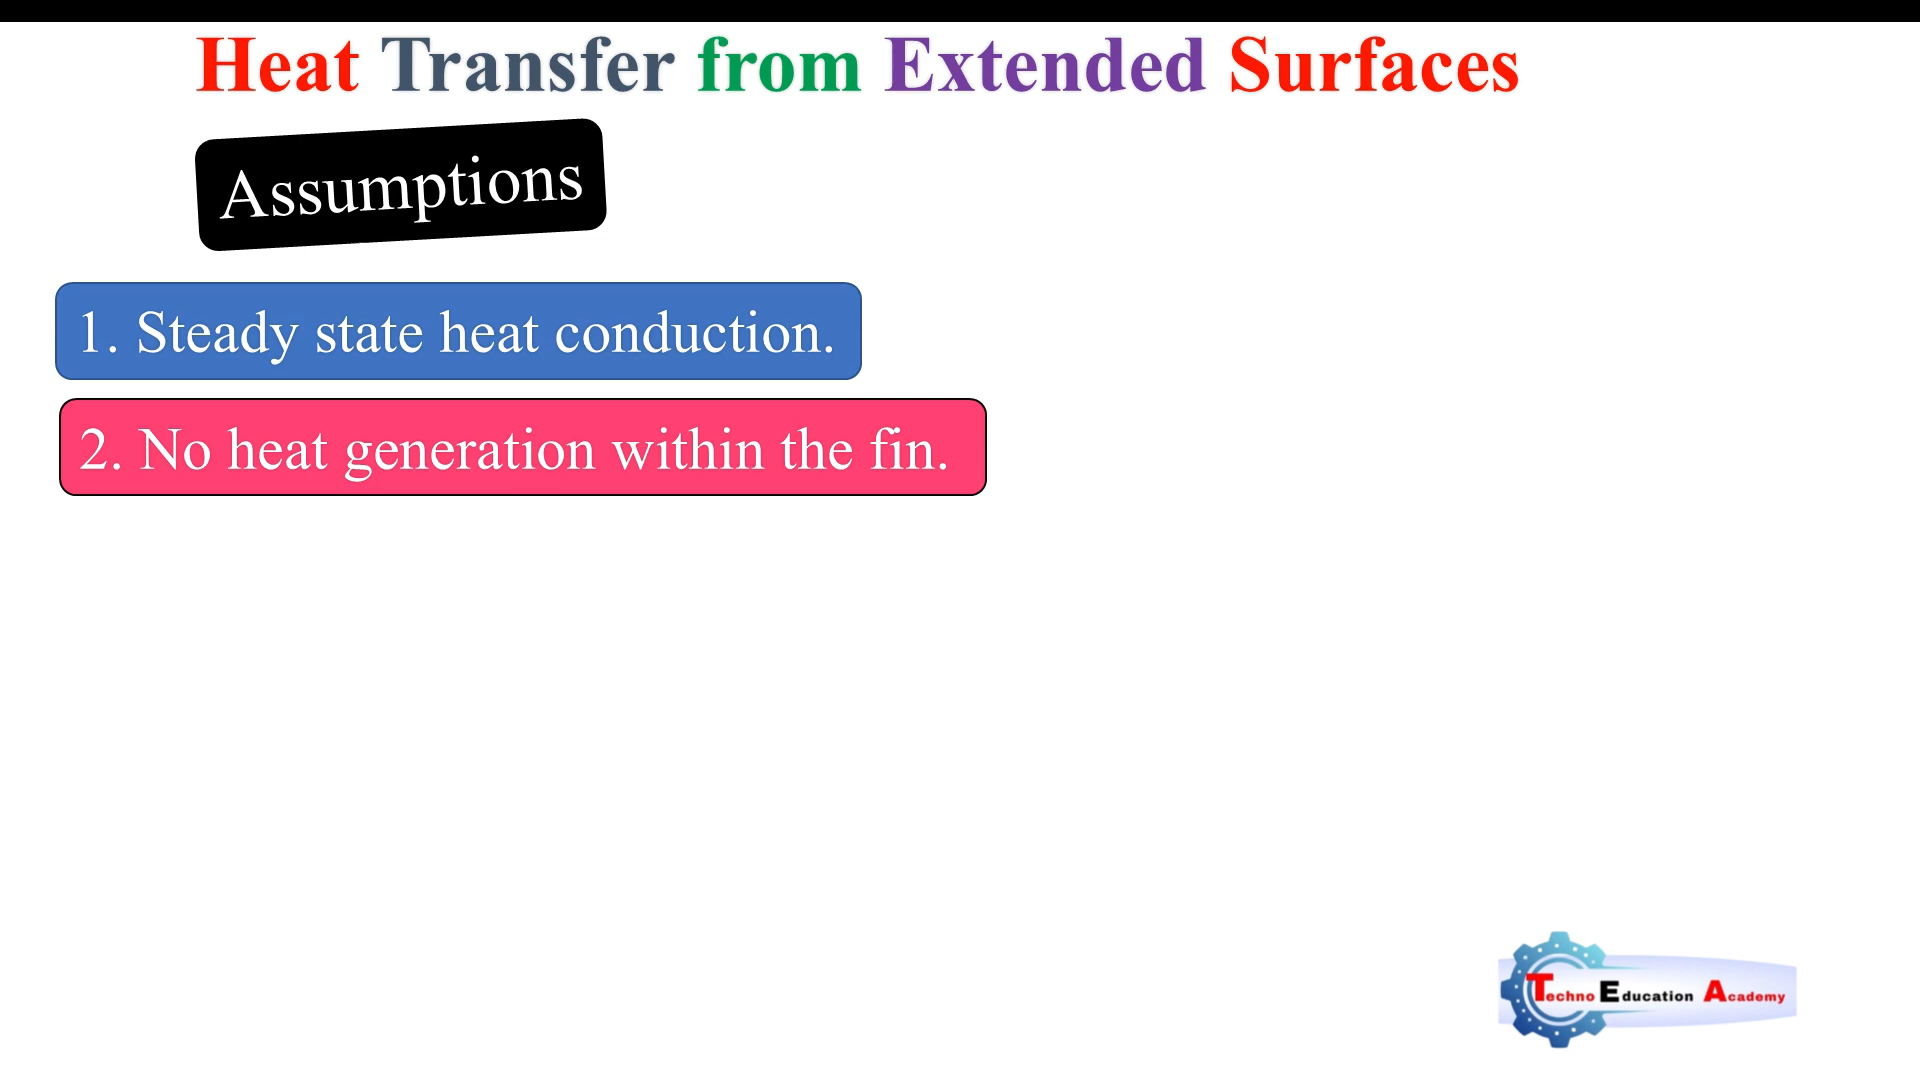 Heat Transfer from Extended Surfaces
Assumptions
1. Steady state heat conduction.
2. No heat generation within the fin.
Techno Education Academy